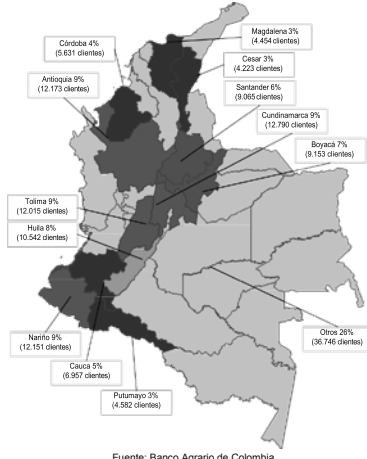 Magdalena 3%
(4.454 clientes)
Córdoba 4%
(5.631 clientes)
Cesar 3%
(4.223 clientes)
Antioquia 9%
(12.173 clientes)
Santander 6%
(9.065 clientes)
Cundinamarca 9%
(12.790 clientes)
Boyacá 7%
(9.153 clientes)
Tolima 9%
(12.015 clientes)
Huila 8%
(10.542 clientes)
Otros 26%
(36.746 clientes)
Nariño 9%
(12.151 clientes)
Cauca 5%
(6.957 clientes)
Putumayo 3%
(4.582 clientes)
Fuente: Banco Agrario de Colombia